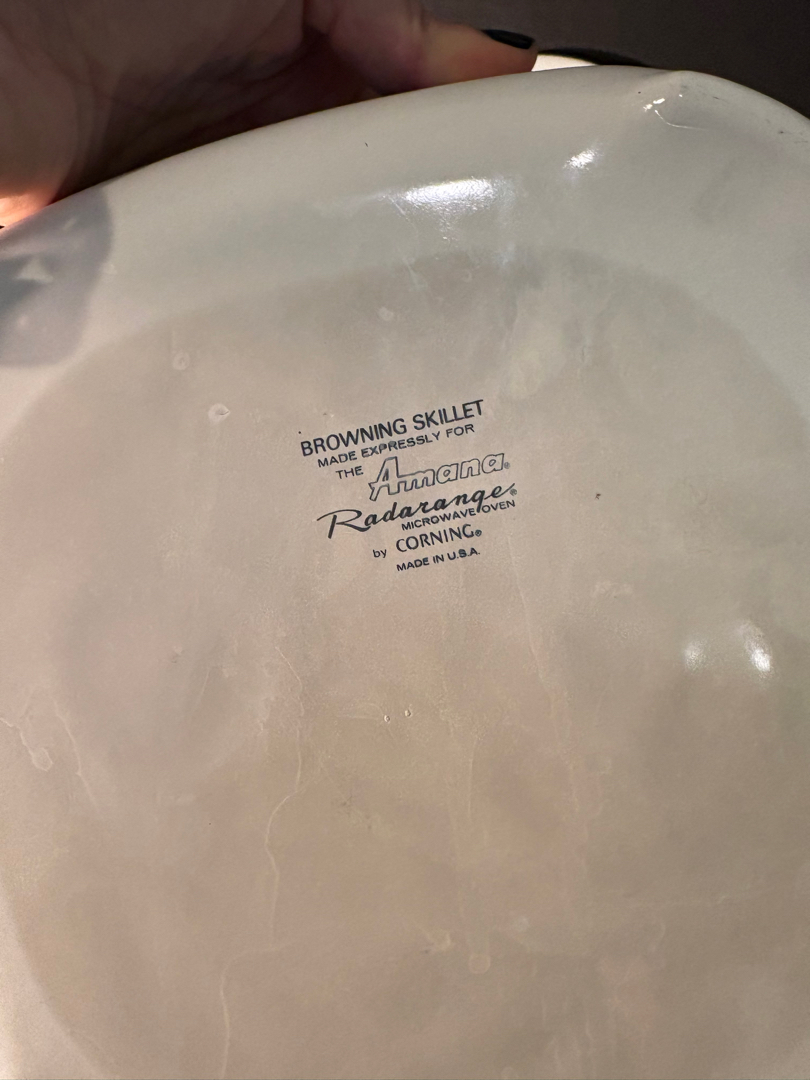 BROWNING SKILLET
MADE EXPRESSLY FOR
THE Amana®
Radarange®
MICROWAVE OVEN
by CORNING®
MADE IN U.S.A.